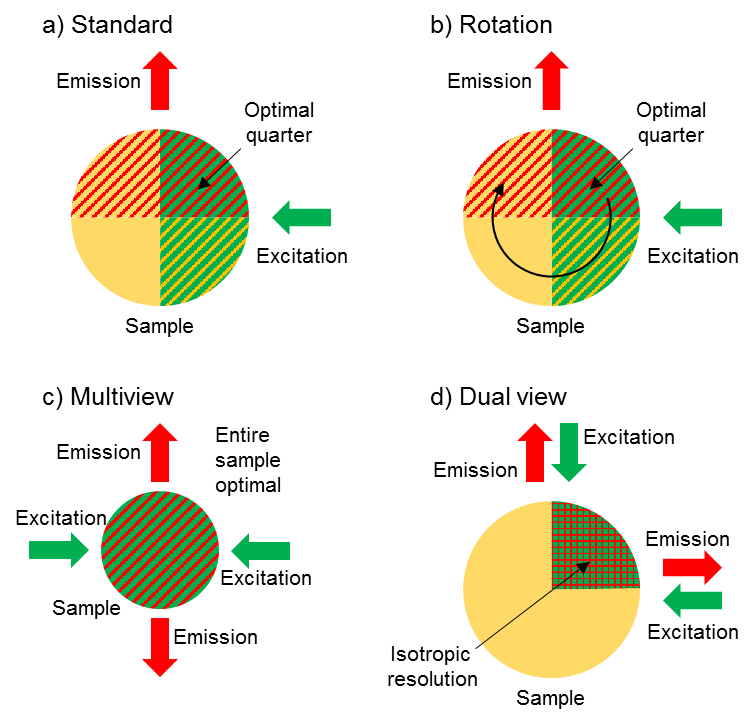 a) Standard
Emission
Optimal
quarter
Excitation
Sample
b) Rotation
Emission
Optimal
quarter
Excitation
Sample
c) Multiview
Emission
Entire
sample
optimal
Excitation
Excitation
Sample
Emission
d) Dual view
Excitation
Emission
Emission
Excitation
Isotropic
resolution
Sample